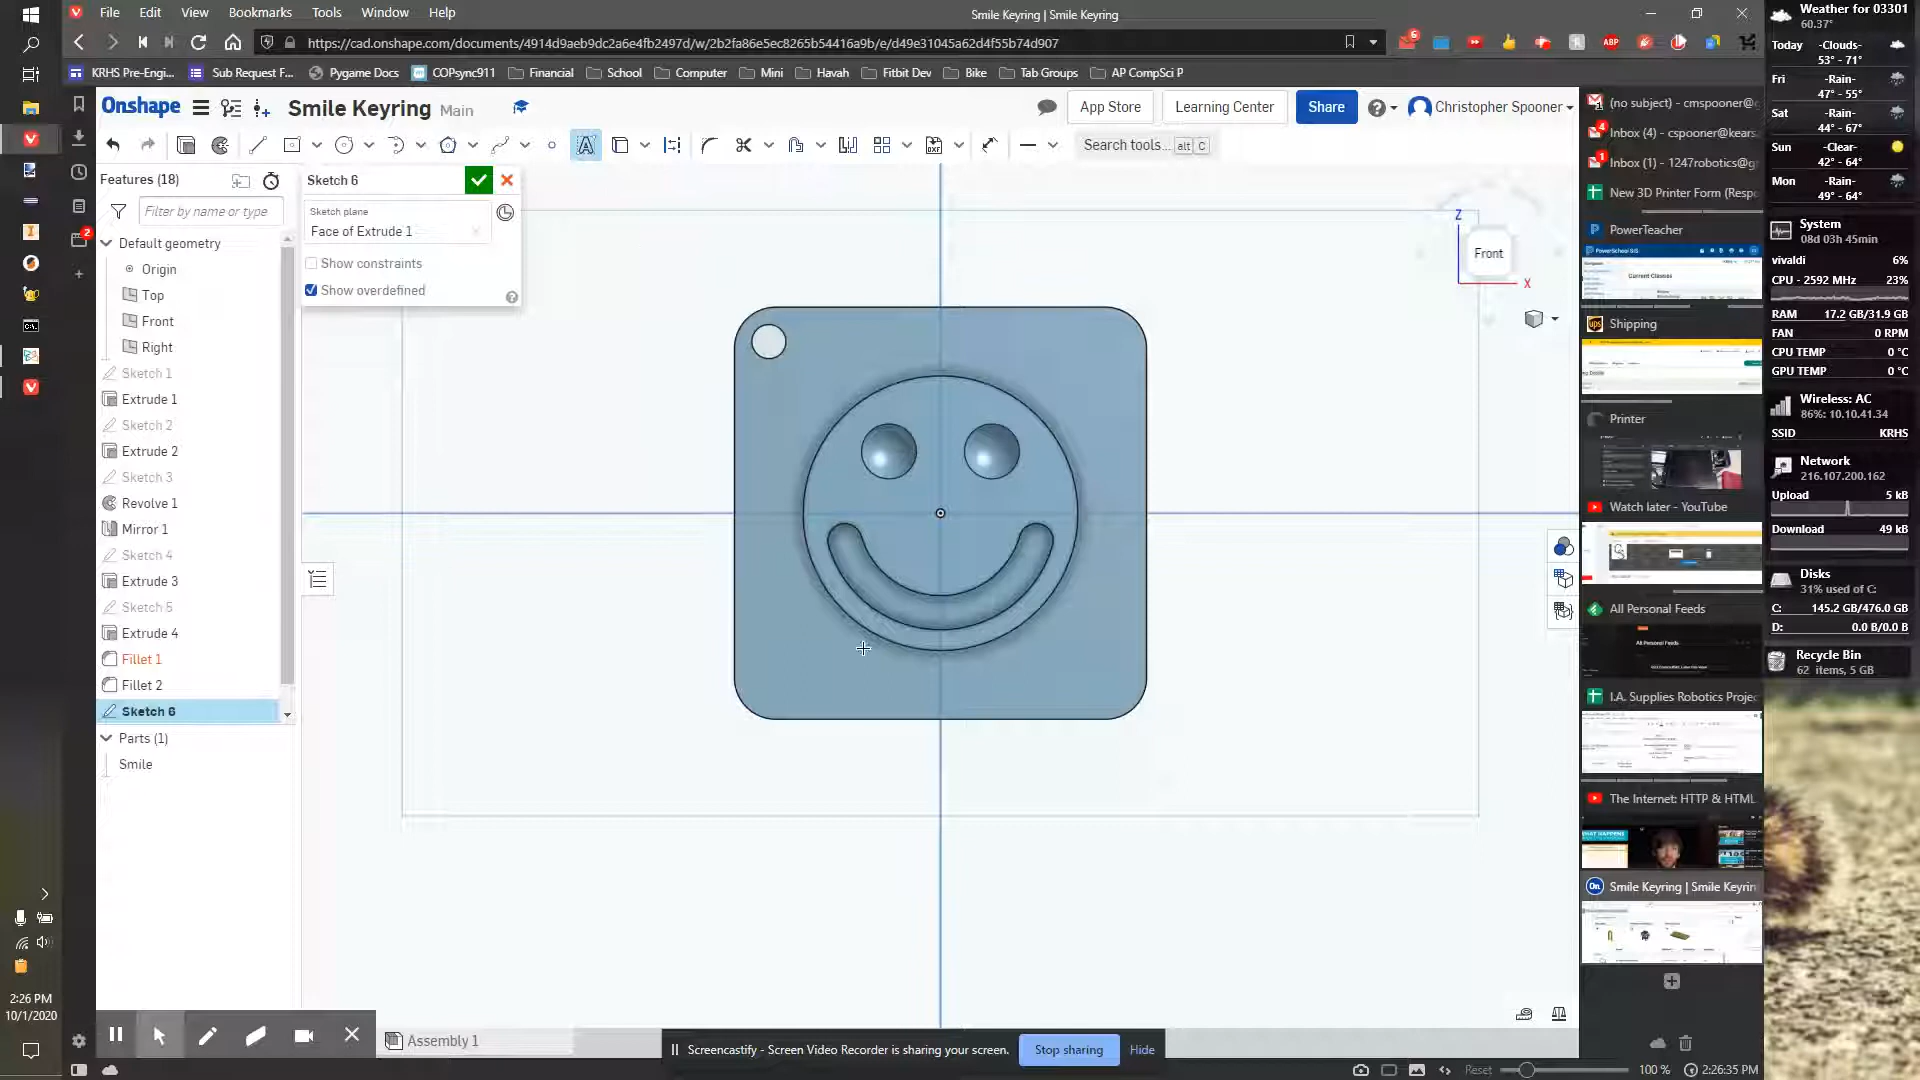 File Edit View Bookmarks Tools Window Help
Smile Keyring | Smile Keyring
https://cad.onshape.com/documents/4914d9aeb9dc2a6e4fb2497d/w/2b2fa86e5ec8265b54416a9b/e/d49e31045a62d4f55b74d907
6
ABP
KRHS Pre-Engi... Sub Request F... Pygame Docs COPsync911 Financial School Computer Mini Havah Fitbit Dev Bike Tab Groups AP CompSci P
Onshape Smile Keyring Main
App Store Learning Center Share Christopher Spooner
Search tools... alt C
Features (18)
Filter by name or type
Default geometry
Origin
Top
Front
Right
Sketch 1
Extrude 1
Sketch 2
Extrude 2
Sketch 3
Revolve 1
Mirror 1
Sketch 4
Extrude 3
Sketch 5
Extrude 4
Fillet 1
Fillet 2
Sketch 6
Parts (1)
Smile
Sketch 6
Sketch plane
Face of Extrude 1
Show constraints
Show overdefined
Z
Front
X
Assembly 1
Screencastify - Screen Video Recorder is sharing your screen. Stop sharing Hide
Reset 100 % 2:26:35 PM
2
2:26 PM
10/1/2020
(no subject) - cmspooner@g
4
Inbox (4) - cspooner@kears
1
Inbox (1) - 1247robotics@g
New 3D Printer Form (Respo
PowerTeacher
Current Classes
Shipping
Printer
Watch later - YouTube
All Personal Feeds
I.A. Supplies Robotics Projec
The Internet: HTTP & HTML
Smile Keyring | Smile Keyrin
Weather for 03301
60.37°
Today -Clouds-
53° - 71°
Fri -Rain-
47° - 55°
Sat -Rain-
44° - 67°
Sun -Clear-
42° - 64°
Mon -Rain-
49° - 64°
System
08d 03h 45min
vivaldi 6%
CPU - 2592 MHz 23%
RAM 17.2 GB/31.9 GB
FAN 0 RPM
CPU TEMP 0 °C
GPU TEMP 0 °C
Wireless: AC
86%: 10.10.41.34
SSID KRHS
Network
216.107.200.162
Upload 5 kB
Download 49 kB
Disks
31% used of C:
C: 145.2 GB/476.0 GB
D: 0.0 B/0.0 B
Recycle Bin
62 items, 5 GB